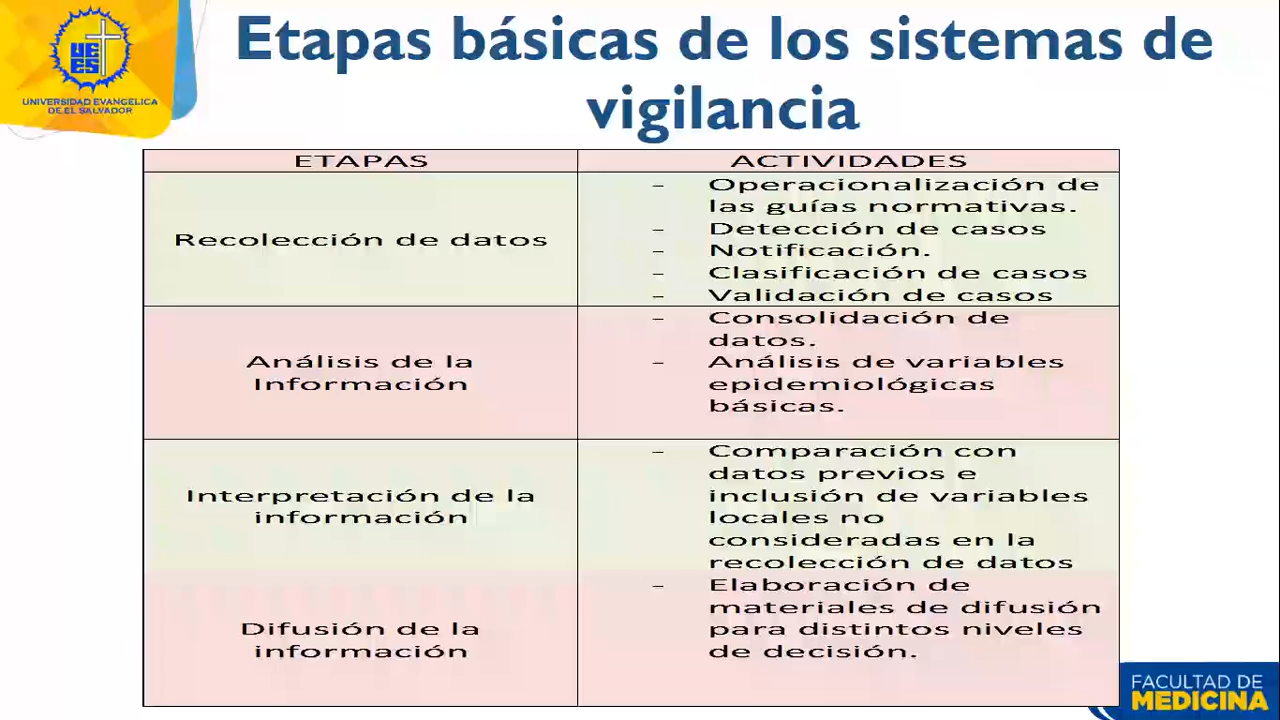 UE
ES
UNIVERSIDAD EVANGÉLICA
DE EL SALVADOR
Etapas básicas de los sistemas de
vigilancia
ETAPAS
ACTIVIDADES
Recolección de datos
- Operacionalización de
las guías normativas.
- Detección de casos
- Notificación.
- Clasificación de casos
- Validación de casos
Análisis de la
Información
- Consolidación de
datos.
- Análisis de variables
epidemiológicas
básicas.
Interpretación de la
información
- Comparación con
datos previos e
inclusión de variables
locales no
consideradas en la
recolección de datos
Difusión de la
información
- Elaboración de
materiales de difusión
para distintos niveles
de decisión.
FACULTAD DE
MEDICINA